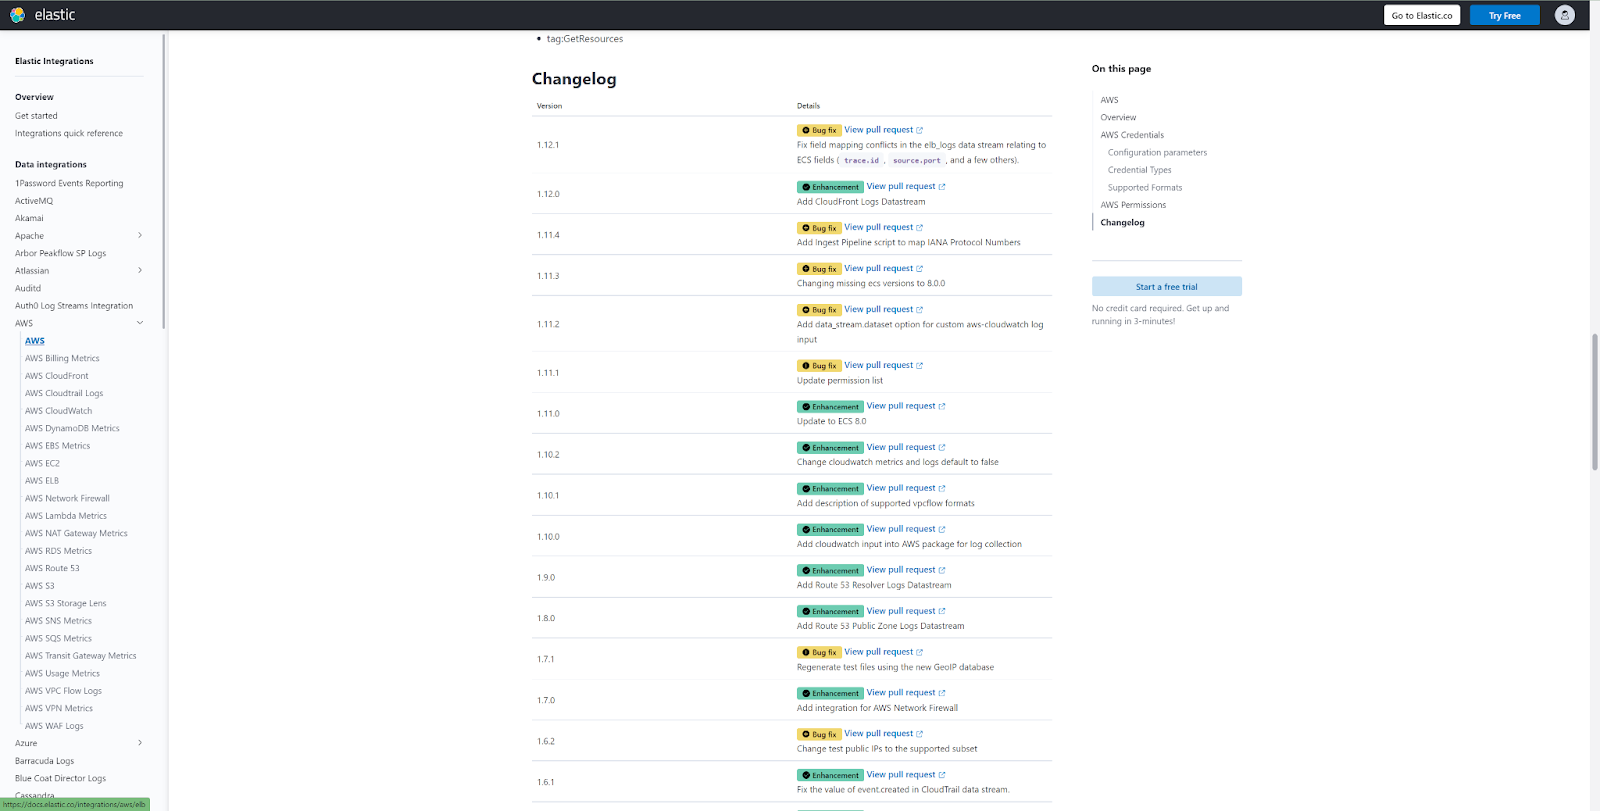 elastic
Go to Elastic.co
Try Free
Elastic Integrations
Overview
Get started
Integrations quick reference
Data integrations
1Password Events Reporting
ActiveMQ
Akamai
Apache
Arbor Peakflow SP Logs
Atlassian
Auditd
Auth0 Log Streams Integration
AWS
AWS
AWS Billing Metrics
AWS CloudFront
AWS Cloudtrail Logs
AWS CloudWatch
AWS DynamoDB Metrics
AWS EBS Metrics
AWS EC2
AWS ELB
AWS Network Firewall
AWS Lambda Metrics
AWS NAT Gateway Metrics
AWS RDS Metrics
AWS Route 53
AWS S3
AWS S3 Storage Lens
AWS SNS Metrics
AWS SQS Metrics
AWS Transit Gateway Metrics
AWS Usage Metrics
AWS VPC Flow Logs
AWS VPN Metrics
AWS WAF Logs
Azure
Barracuda Logs
Blue Coat Director Logs
Cassandra
https://docs.elastic.co/integrations/aws/elb
tag:GetResources
Changelog
Version Details
1.12.1 Bug fix View pull request
Fix field mapping conflicts in the elb_logs data stream relating to
ECS fields ( trace.id , source.port , and a few others).
1.12.0 Enhancement View pull request
Add CloudFront Logs Datastream
1.11.4 Bug fix View pull request
Add Ingest Pipeline script to map IANA Protocol Numbers
1.11.3 Bug fix View pull request
Changing missing ecs versions to 8.0.0
1.11.2 Bug fix View pull request
Add data_stream.dataset option for custom aws-cloudwatch log
input
1.11.1 Bug fix View pull request
Update permission list
1.11.0 Enhancement View pull request
Update to ECS 8.0
1.10.2 Enhancement View pull request
Change cloudwatch metrics and logs default to false
1.10.1 Enhancement View pull request
Add description of supported vpcflow formats
1.10.0 Enhancement View pull request
Add cloudwatch input into AWS package for log collection
1.9.0 Enhancement View pull request
Add Route 53 Resolver Logs Datastream
1.8.0 Enhancement View pull request
Add Route 53 Public Zone Logs Datastream
1.7.1 Bug fix View pull request
Regenerate test files using the new GeoIP database
1.7.0 Enhancement View pull request
Add integration for AWS Network Firewall
1.6.2 Bug fix View pull request
Change test public IPs to the supported subset
1.6.1 Enhancement View pull request
Fix the value of event.created in CloudTrail data stream.
On this page
AWS
Overview
AWS Credentials
Configuration parameters
Credential Types
Supported Formats
AWS Permissions
Changelog
Start a free trial
No credit card required. Get up and
running in 3-minutes!